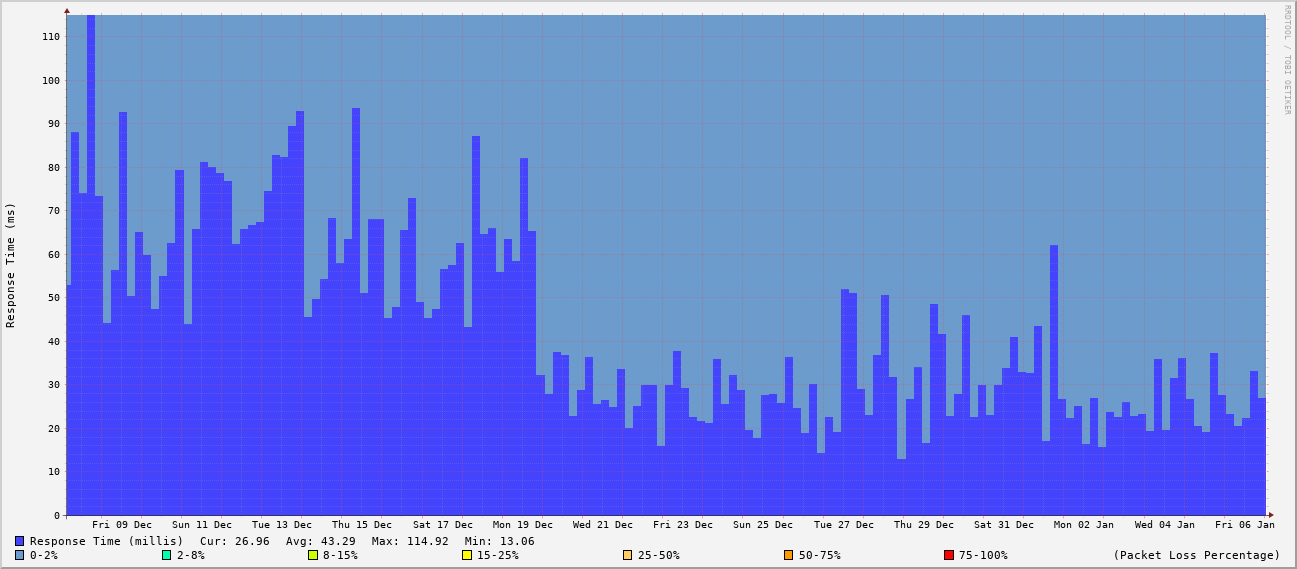 RRDTOOL / TOBI OETIKER
Response Time (ms)
110
100
90
80
70
60
50
40
30
20
10
0
Fri 09 Dec Sun 11 Dec Tue 13 Dec Thu 15 Dec Sat 17 Dec Mon 19 Dec Wed 21 Dec Fri 23 Dec Sun 25 Dec Tue 27 Dec Thu 29 Dec Sat 31 Dec Mon 02 Jan Wed 04 Jan Fri 06 Jan
Response Time (millis) Cur: 26.96 Avg: 43.29 Max: 114.92 Min: 13.06
0-2% 2-8% 8-15% 15-25% 25-50% 50-75% 75-100% (Packet Loss Percentage)